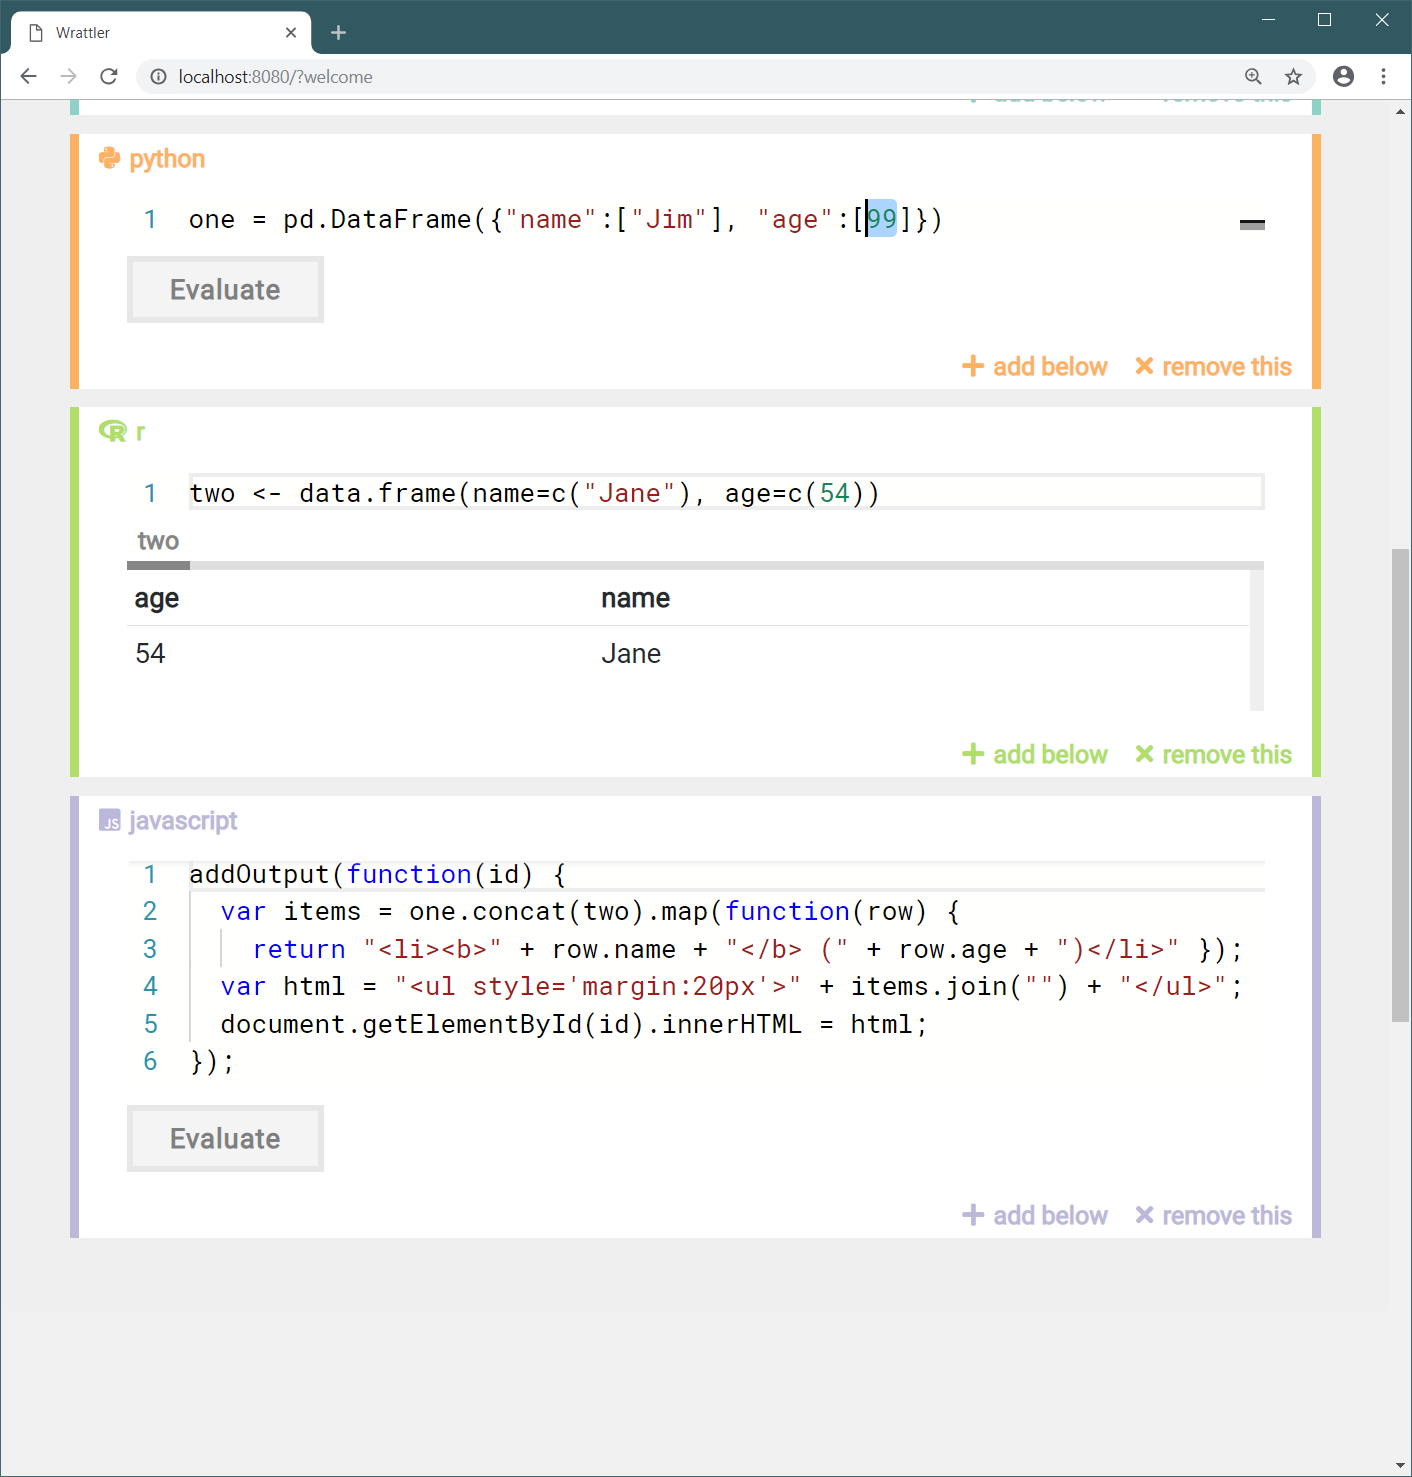 Wrattler
localhost:8080/?welcome
add below remove this
python
1 one = pd.DataFrame({"name":["Jim"], "age":[99]})
Evaluate
add below remove this
R r
1 two <- data.frame(name=c("Jane"), age=c(54))
two
age name
54 Jane
add below remove this
JS javascript
1 addOutput(function(id) {
2 var items = one.concat(two).map(function(row) {
3 return "<li><b>" + row.name + "</b> (" + row.age + ")</li>" });
4 var html = "<ul style='margin:20px'>" + items.join("") + "</ul>";
5 document.getElementById(id).innerHTML = html;
6 });
Evaluate
add below remove this